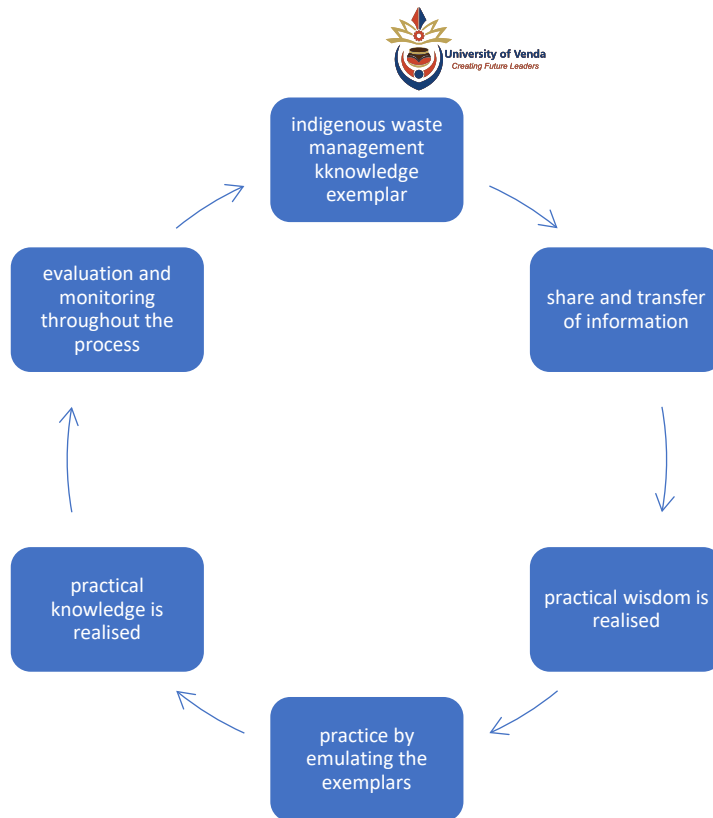 University of Venda
Creating Future Leaders
indigenous waste
management
kknowledge
exemplar
share and transfer
of information
practical wisdom is
realised
practice by
emulating the
exemplars
practical
knowledge is
realised
evaluation and
monitoring
throughout the
process